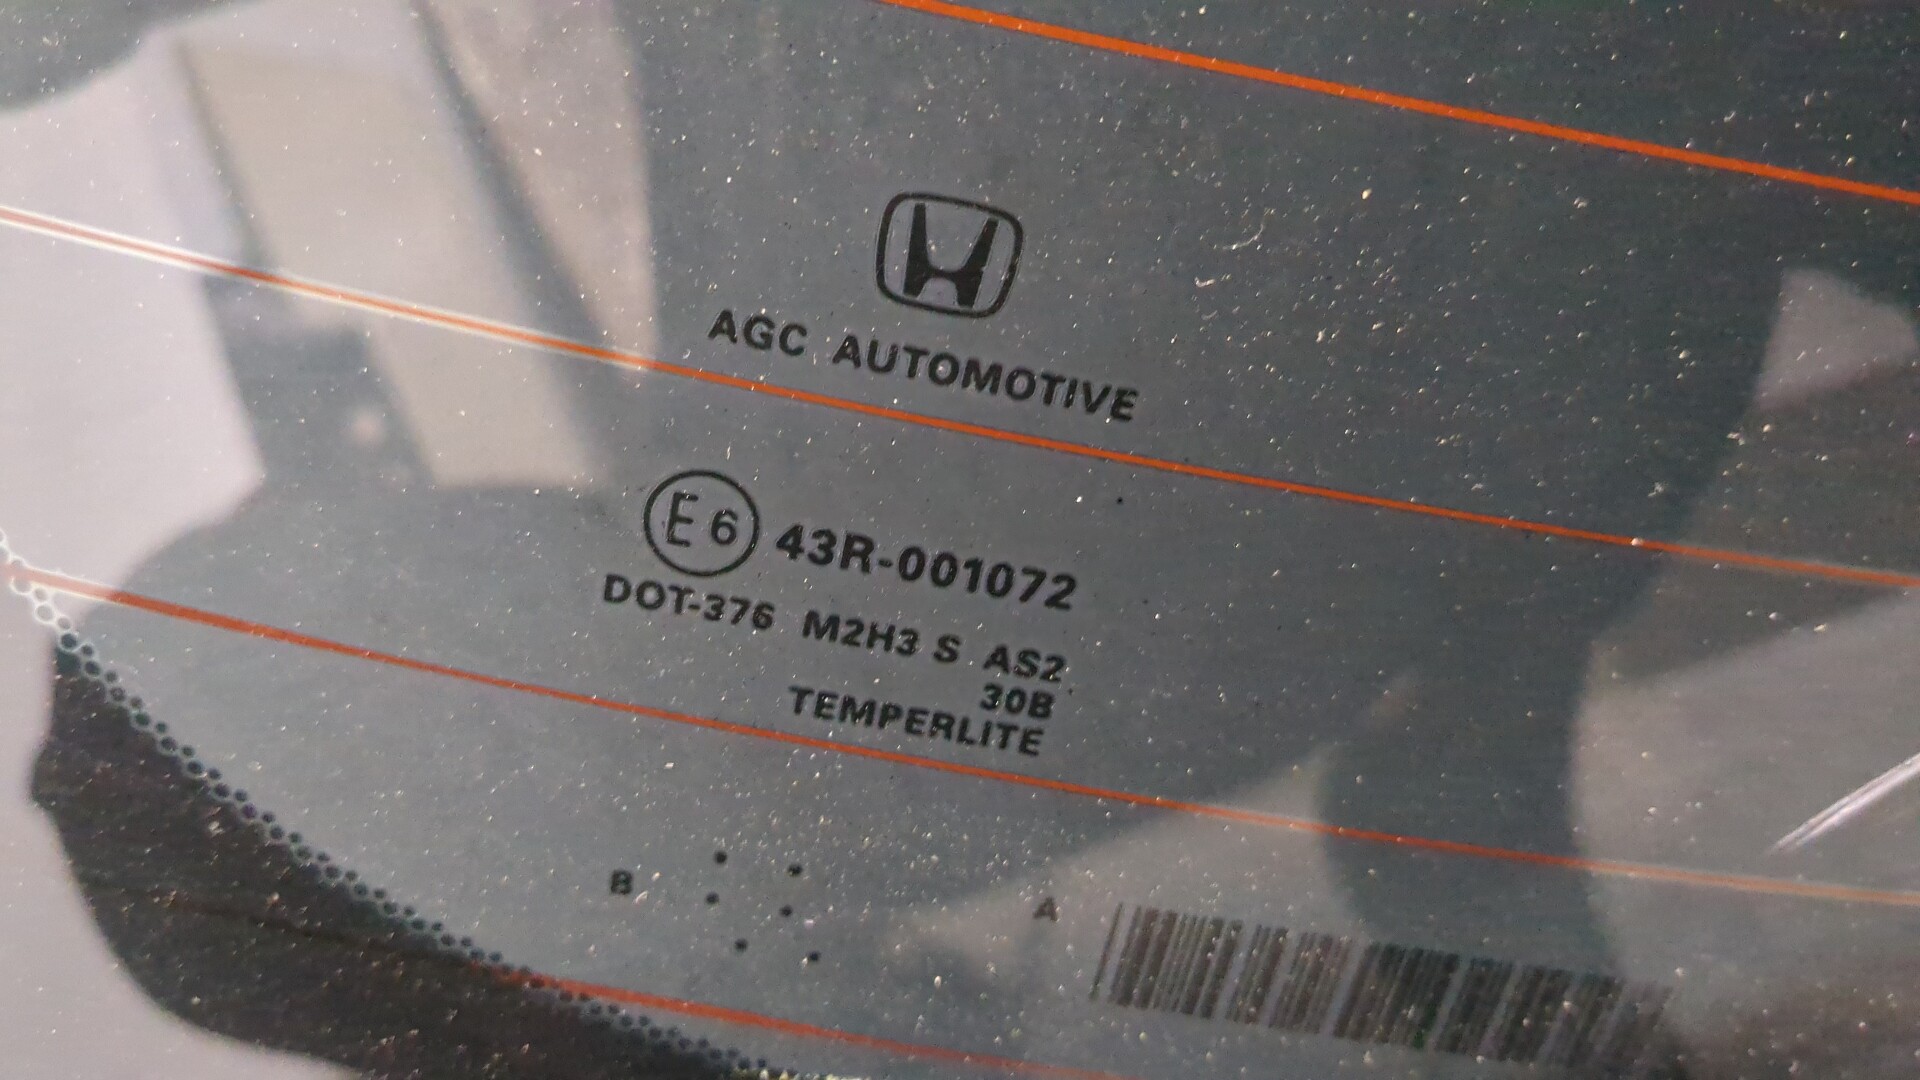 AGC AUTOMOTIVE
E6 43R-001072
DOT-376 M2H3 S AS2
30B
TEMPERLITE
B
A